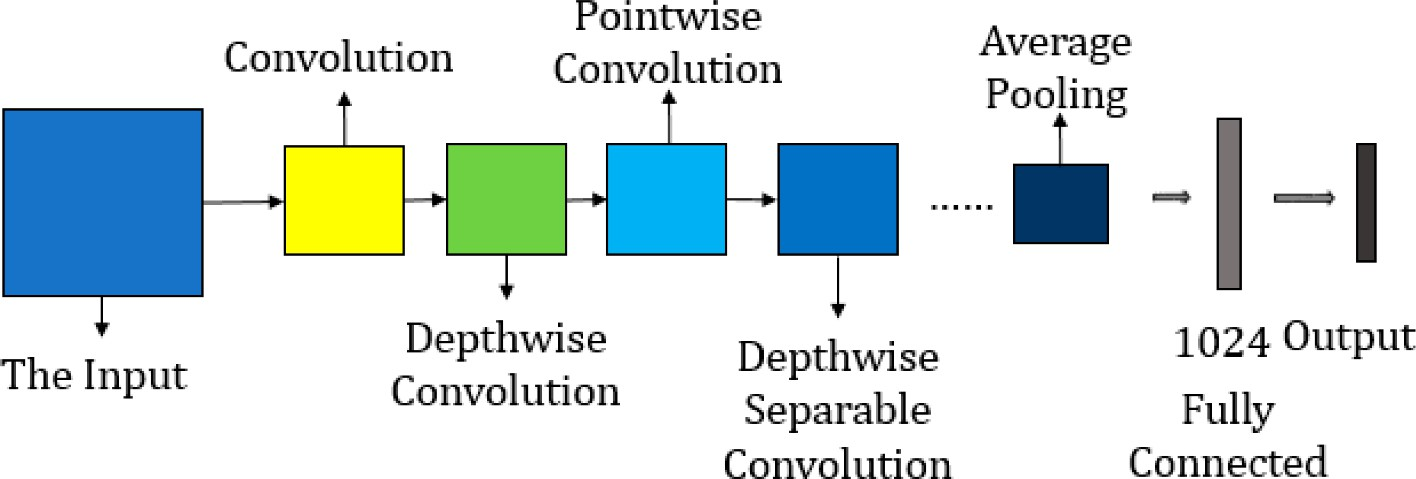 Convolution
Pointwise
Convolution
Average
Pooling
......
The Input
Depthwise
Convolution
Depthwise
Separable
Convolution
1024
Fully
Connected
Output